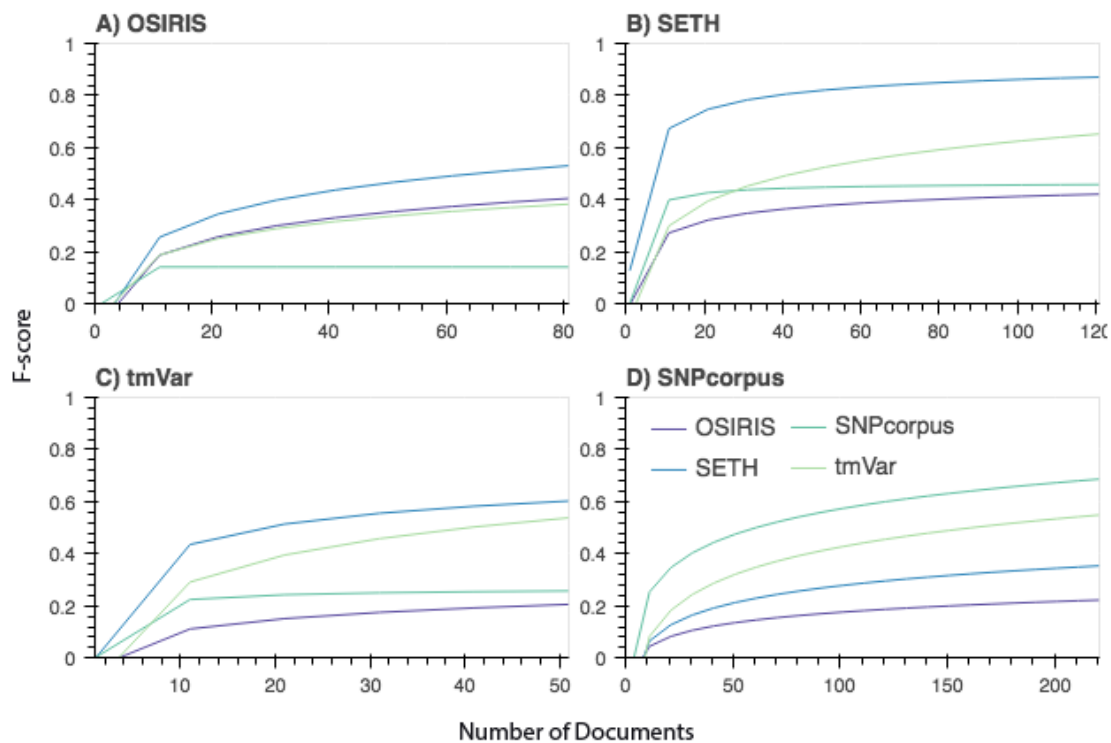 A) OSIRIS
1
0.8
0.6
0.4
0.2
0
0 20 40 60 80
B) SETH
1
0.8
0.6
0.4
0.2
0
0 20 40 60 80 100 120
F-score
C) tmVar
1
0.8
0.6
0.4
0.2
0
10 20 30 40 50
D) SNPcorpus
1
0.8
0.6
0.4
0.2
0
OSIRIS SNPcorpus
SETH tmVar
0 50 100 150 200
Number of Documents